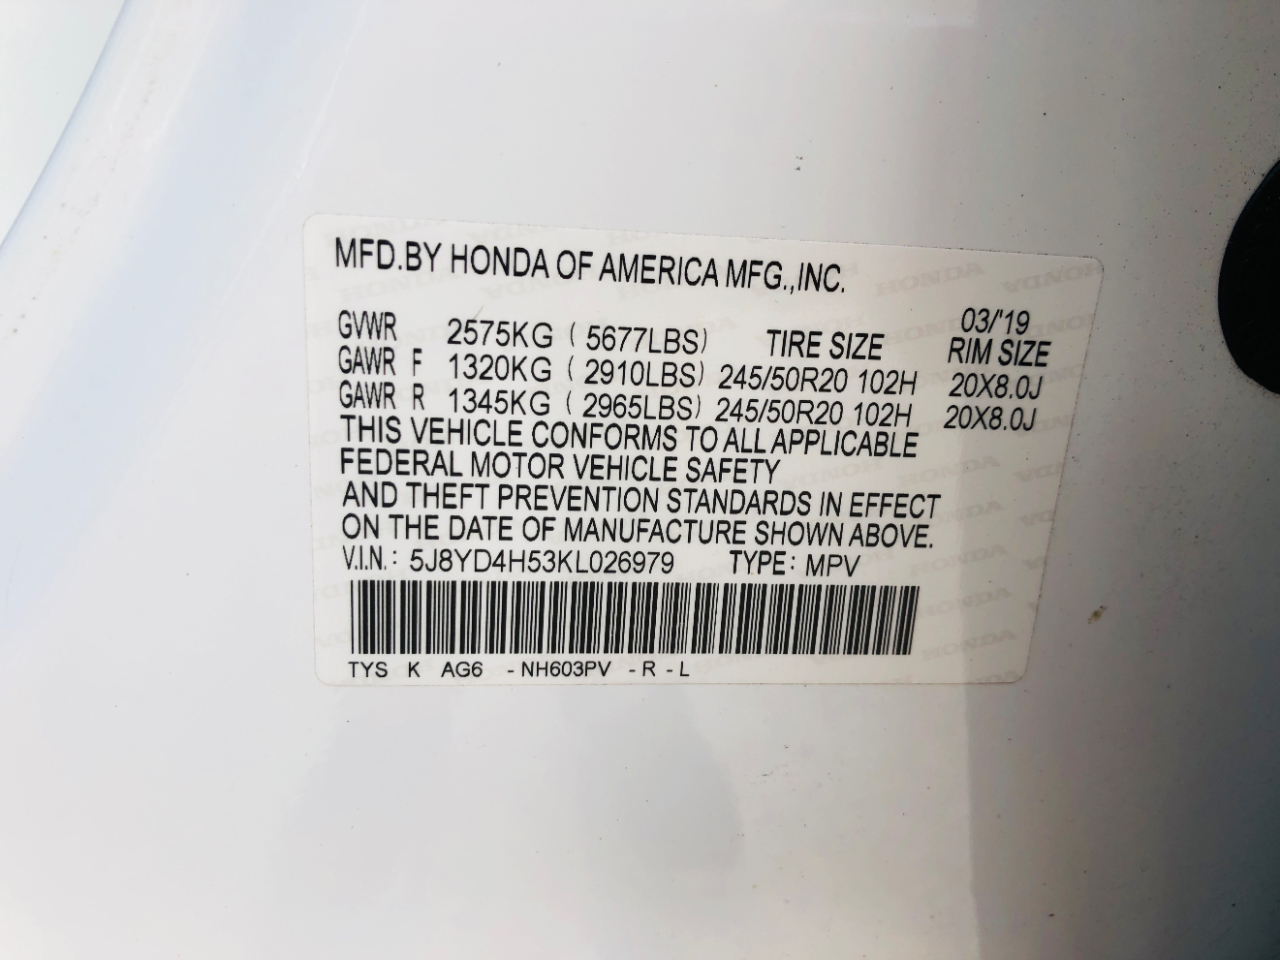 MFD.BY HONDA OF AMERICA MFG.,INC.
03/'19
GVWR 2575KG ( 5677LBS) TIRE SIZE RIM SIZE
GAWR F 1320KG ( 2910LBS) 245/50R20 102H 20X8.0J
GAWR R 1345KG ( 2965LBS) 245/50R20 102H 20X8.0J
THIS VEHICLE CONFORMS TO ALL APPLICABLE
FEDERAL MOTOR VEHICLE SAFETY
AND THEFT PREVENTION STANDARDS IN EFFECT
ON THE DATE OF MANUFACTURE SHOWN ABOVE.
V.I.N.: 5J8YD4H53KL026979 TYPE: MPV
TYS K AG6 -NH603PV -R -L